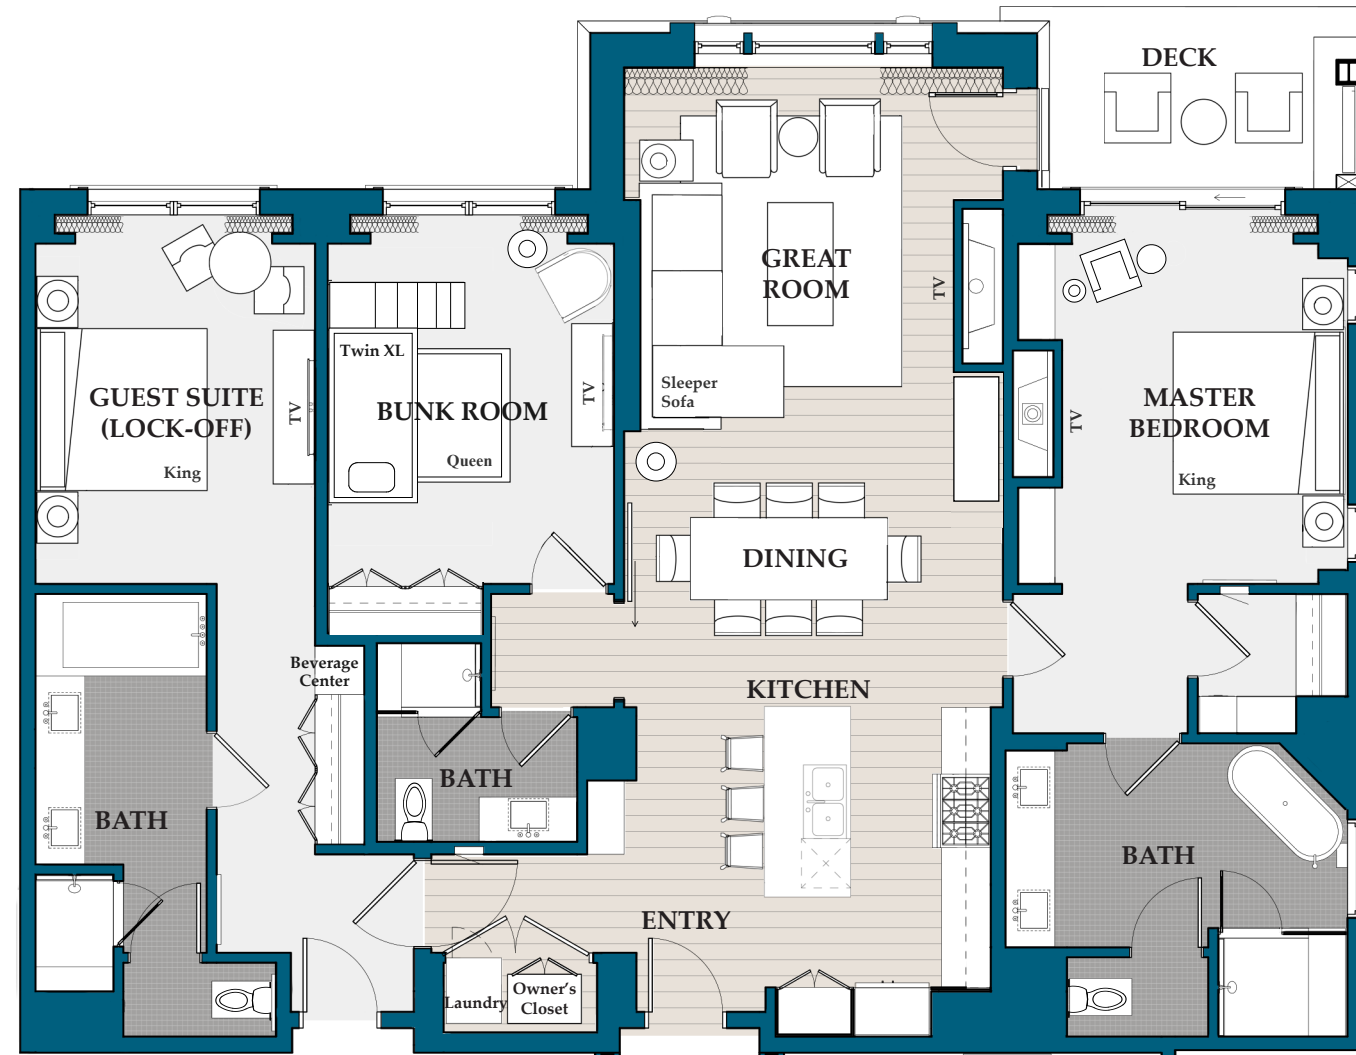 DECK
GREAT
ROOM
TV
Sleeper
Sofa
Twin XL
GUEST SUITE
(LOCK-OFF)
King
TV
BUNK ROOM
Queen
TV
MASTER
BEDROOM
King
TV
DINING
Beverage
Center
KITCHEN
BATH
BATH
BATH
ENTRY
Laundry
Owner's
Closet